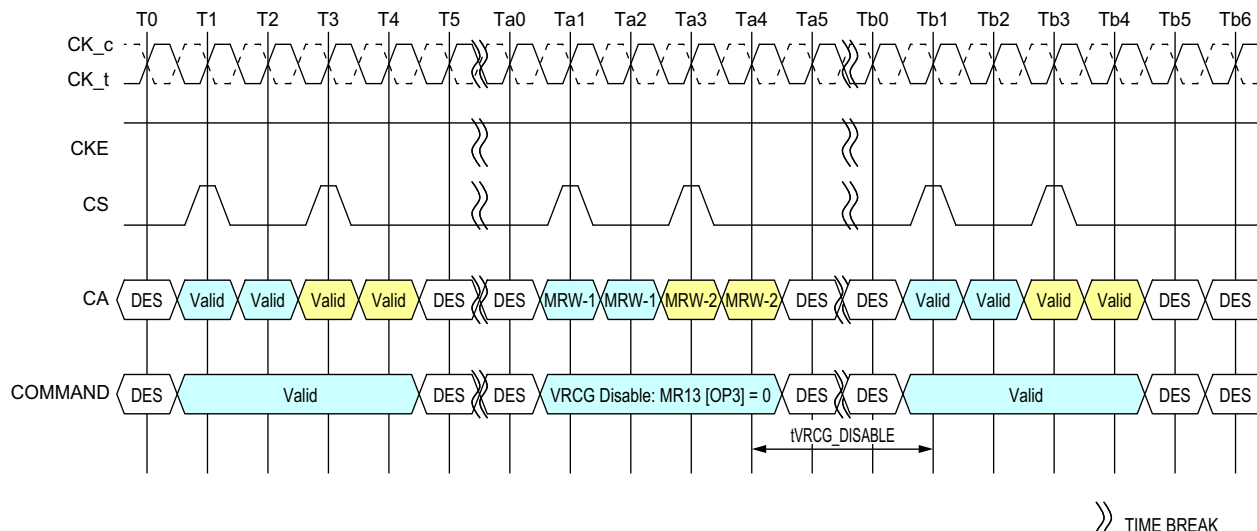 T0 T1 T2 T3 T4 T5 Ta0 Ta1 Ta2 Ta3 Ta4 Ta5 Tb0 Tb1 Tb2 Tb3 Tb4 Tb5 Tb6
CK_c
CK_t
CKE
CS
CA DES Valid Valid Valid Valid DES DES MRW-1 MRW-1 MRW-2 MRW-2 DES DES Valid Valid Valid Valid DES DES
COMMAND DES Valid DES DES VRCG Disable: MR13 [OP3] = 0 DES DES Valid DES DES
tVRCG_DISABLE
TIME BREAK